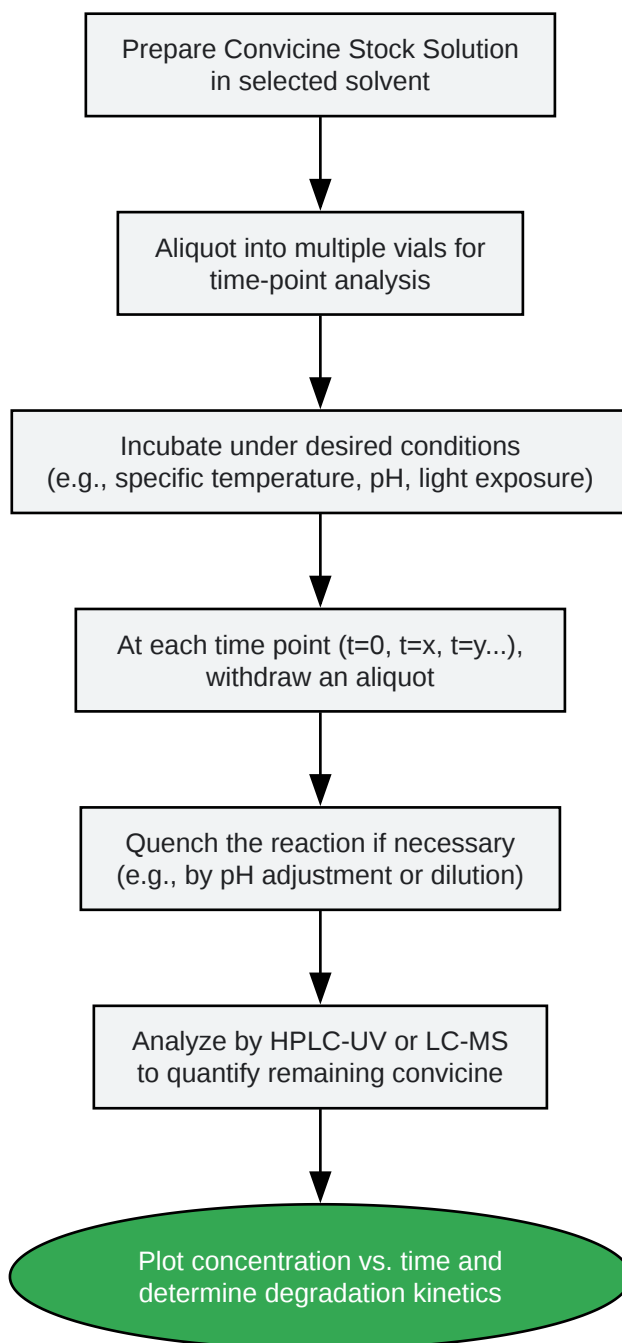 Prepare Convicine Stock Solution
in selected solvent
Aliquot into multiple vials for
time-point analysis
Incubate under desired conditions
(e.g., specific temperature, pH, light exposure)
At each time point (t=0, t=x, t=y...),
withdraw an aliquot
Quench the reaction if necessary
(e.g., by pH adjustment or dilution)
Analyze by HPLC-UV or LC-MS
to quantify remaining convicine
Plot concentration vs. time and
determine degradation kinetics